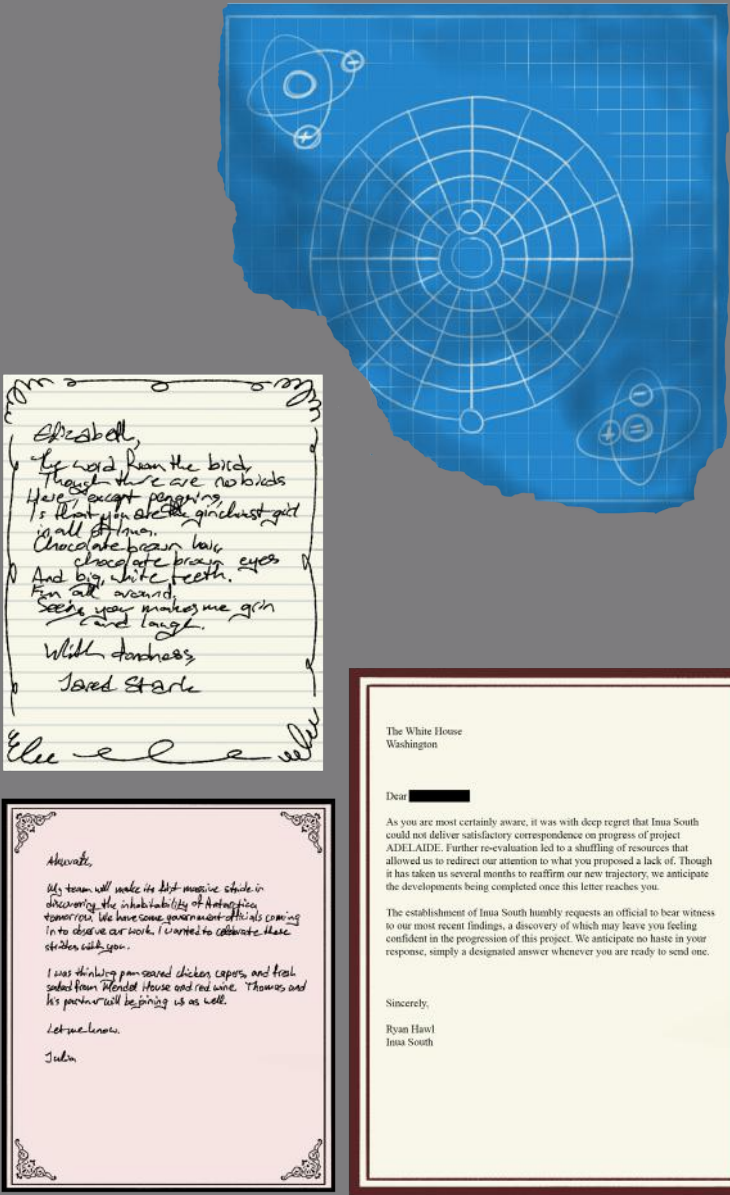 -
+
-
+ =
Elizabeth,
The word from the bird,
Though there are no birds
Here, except penguins,
Is that you are the girl
in all of Inua.
Chocolate brown hair,
chocolate brown eyes
And big, white teeth.
Fun all around,
Seeing you makes me grin
and laugh.
With fondness,
Jared Stark
My team will make its first massive stride in
discovering the inhabitability of Antarctica
tomorrow. We have some government officials coming
in to observe our work. I wanted to celebrate these
strides with you.
I was thinking pan seared chicken, capers, and fresh
salad from Mendel House and red wine. Thomas and
his partner will be joining us as well.
Let me know.
Julia
The White House
Washington
Dear
As you are most certainly aware, it was with deep regret that Inua South
could not deliver satisfactory correspondence on progress of project
ADELAIDE. Further re-evaluation led to a shuffling of resources that
allowed us to redirect our attention to what you proposed a lack of. Though
it has taken us several months to reaffirm our new trajectory, we anticipate
the developments being completed once this letter reaches you.
The establishment of Inua South humbly requests an official to bear witness
to our most recent findings, a discovery of which may leave you feeling
confident in the progression of this project. We anticipate no haste in your
response, simply a designated answer whenever you are ready to send one.
Sincerely,
Ryan Hawl
Inua South